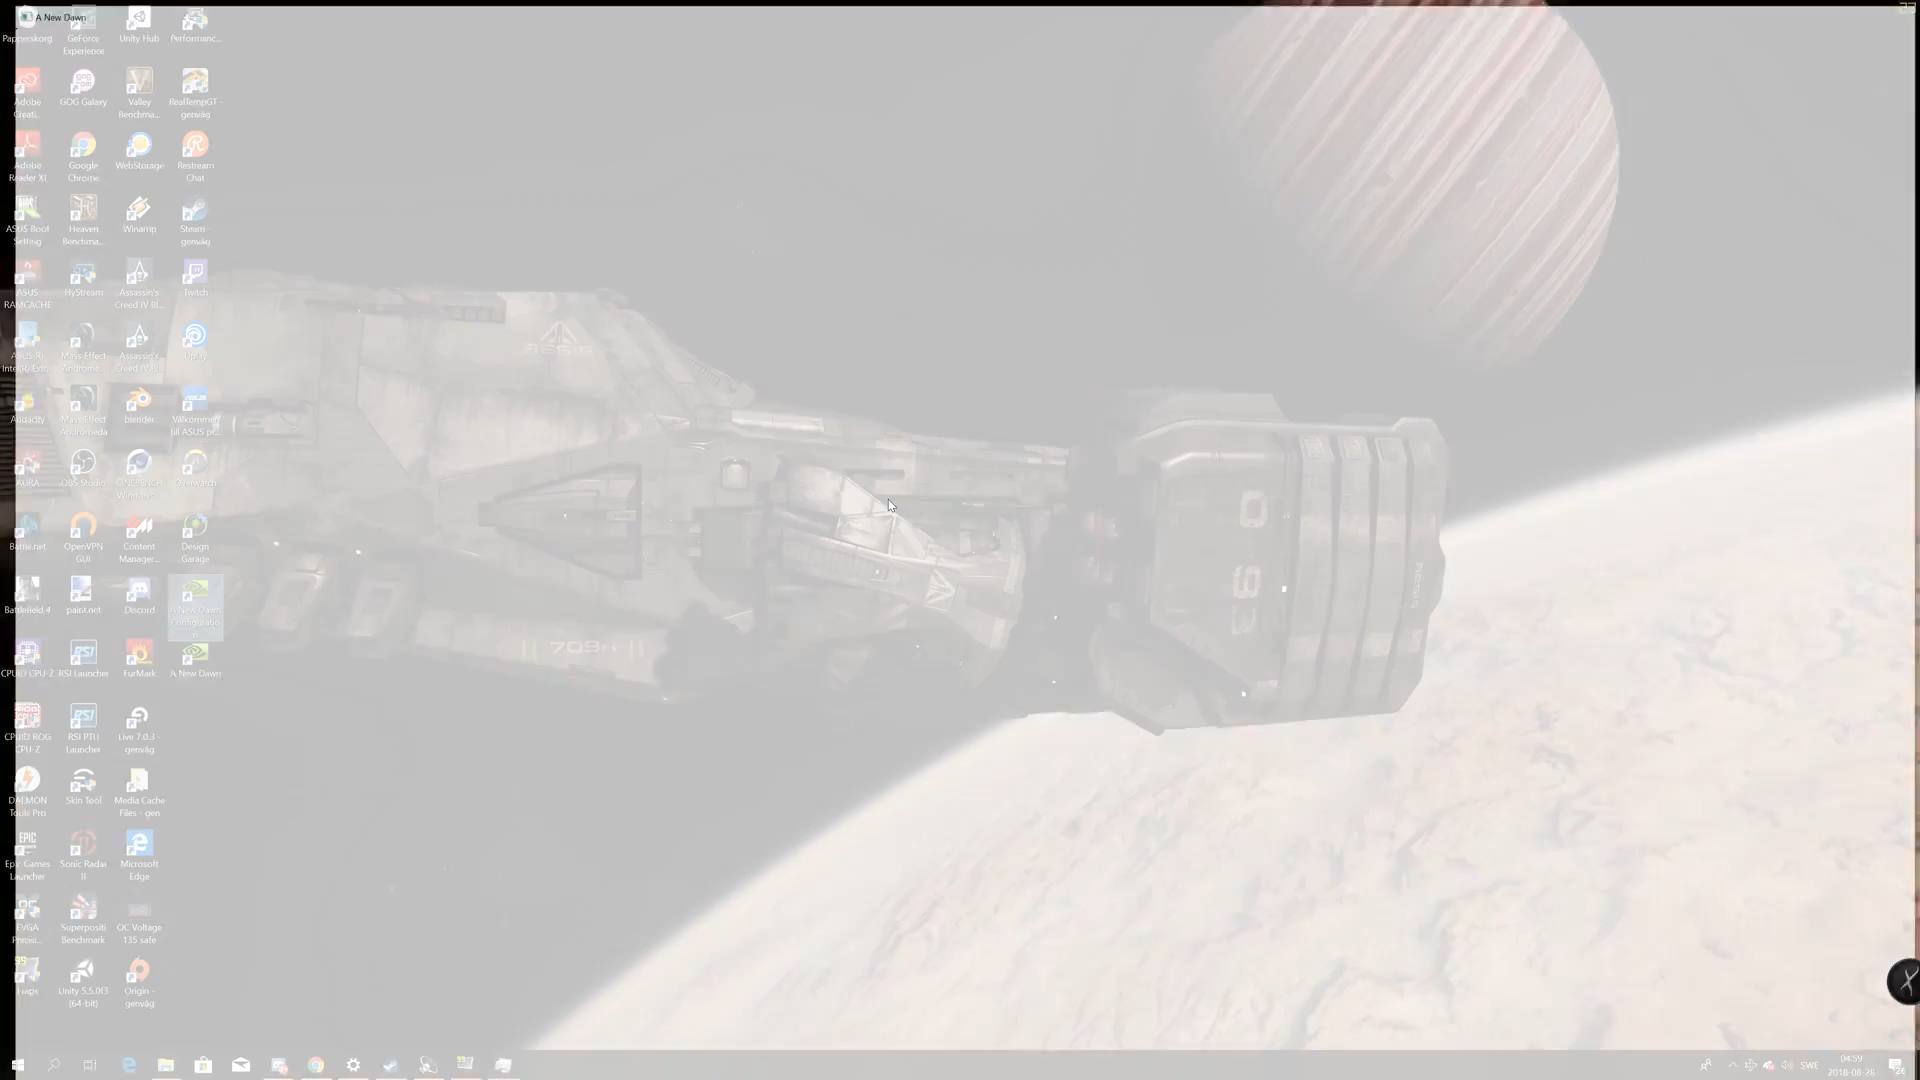 A New Dawn
Papperskorg
GeForce
Experience
Unity Hub
Performanc...
Adobe
Creati...
GOG Galaxy
Valley
Benchma...
RealTempGT -
genväg
Adobe
Reader XI
Google
Chrome
WebStorage
Restream
Chat
ASUS Boot
Setting
Heaven
Benchma...
Winamp
Steam -
genväg
ASUS
RAMCACHE
HyStream
Assassin's
Creed IV Bl...
Twitch
Mass Effect
Androme...
Assassin's
Creed IV Bl...
Uplay
Audacity
Mass Effect
Andromeda
blender
Välkommen
till ASUS pr...
AURA
OBS Studio
CINEBENCH
Overwatch
Battle.net
OpenVPN
GUI
Content
Manager...
Design
Garage
Battlefield 4
paint.net
Discord
A New Dawn
Configuratio
n
CPUID CPU-Z
RSI Launcher
FurMark
A New Dawn
CPUID ROG
CPU-Z
RSI PTU
Launcher
Live 7.0.3 -
genväg
DAEMON
Tools Pro
Skin Tool
Media Cache
Files - gen
Epic Games
Launcher
Sonic Radar
II
Microsoft
Edge
EVGA
Precisi...
Superpositi
Benchmark
OC Voltage
135 safe
Fraps
Unity 5.5.0f3
(64-bit)
Origin -
genväg
AEGIS
709
SWE
04:59
2018-08-26